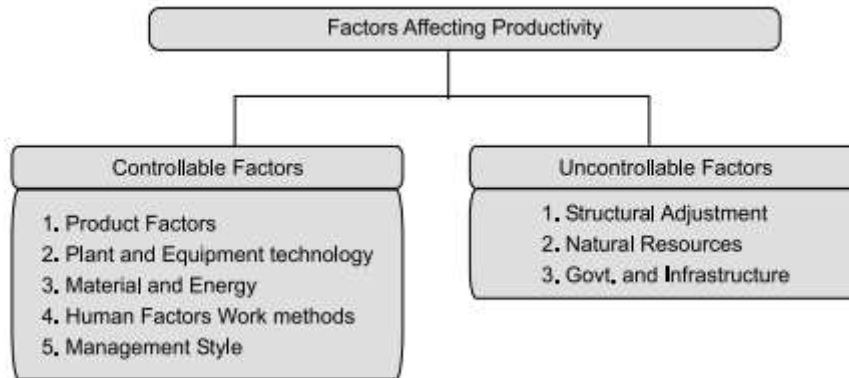 Factors Affecting Productivity
Controllable Factors
1. Product Factors
2. Plant and Equipment technology
3. Material and Energy
4. Human Factors Work methods
5. Management Style
Uncontrollable Factors
1. Structural Adjustment
2. Natural Resources
3. Govt. and Infrastructure